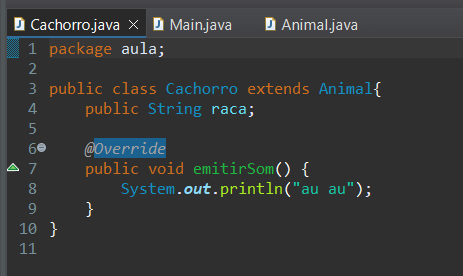 Cachorro.java Main.java Animal.java
1 package aula;
2
3 public class Cachorro extends Animal{
4 public String raca;
5
6 @Override
7 public void emitirSom() {
8 System.out.println("au au");
9 }
10 }
11